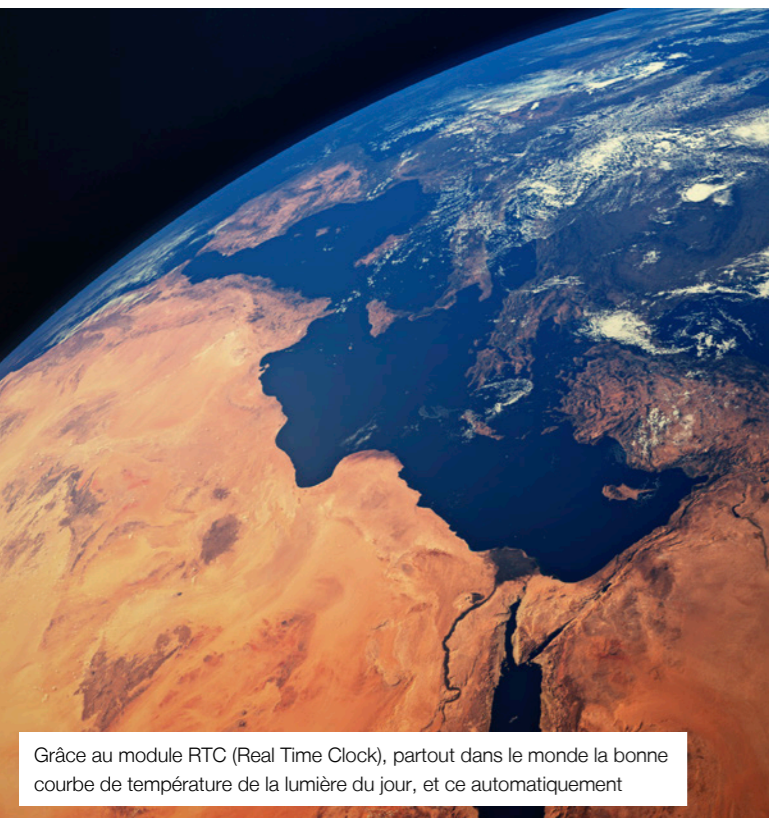 Grâce au module RTC (Real Time Clock), partout dans le monde la bonne
courbe de température de la lumière du jour, et ce automatiquement